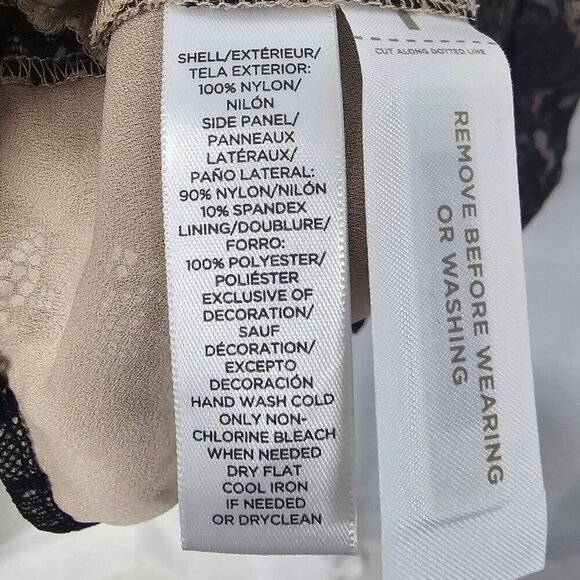 SHELL/EXTÉRIEUR/
TELA EXTERIOR:
100% NYLON/
NILÓN
SIDE PANEL/
PANNEAUX
LATÉRAUX/
PAÑO LATERAL:
90% NYLON/NILÓN
10% SPANDEX
LINING/DOUBLURE/
FORRO:
100% POLYESTER/
POLIÉSTER
EXCLUSIVE OF
DECORATION/
SAUF
DÉCORATION/
EXCEPTO
DECORACIÓN
HAND WASH COLD
ONLY NON-
CHLORINE BLEACH
WHEN NEEDED
DRY FLAT
COOL IRON
IF NEEDED
OR DRYCLEAN
CUT ALONG DOTTED LINE
REMOVE BEFORE WEARING
OR WASHING